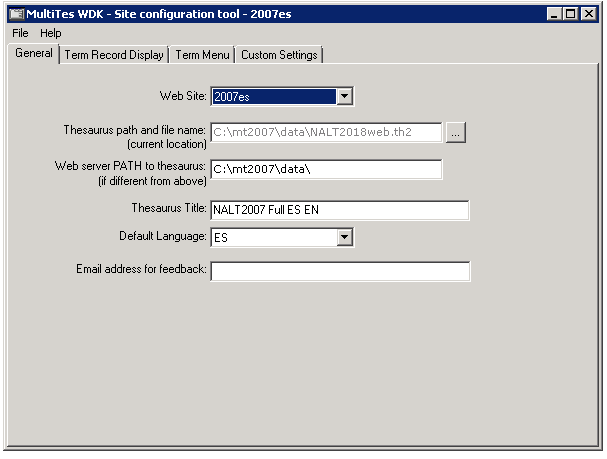 MultiTes WDK - Site configuration tool - 2007es
File Help
General Term Record Display Term Menu Custom Settings
Web Site: 2007es
Thesaurus path and file name: C:\mt2007\data\NALT2018web.th2 ...
(current location)
Web server PATH to thesaurus: C:\mt2007\data\
(if different from above)
Thesaurus Title: NALT2007 Full ES EN
Default Language: ES
Email address for feedback: